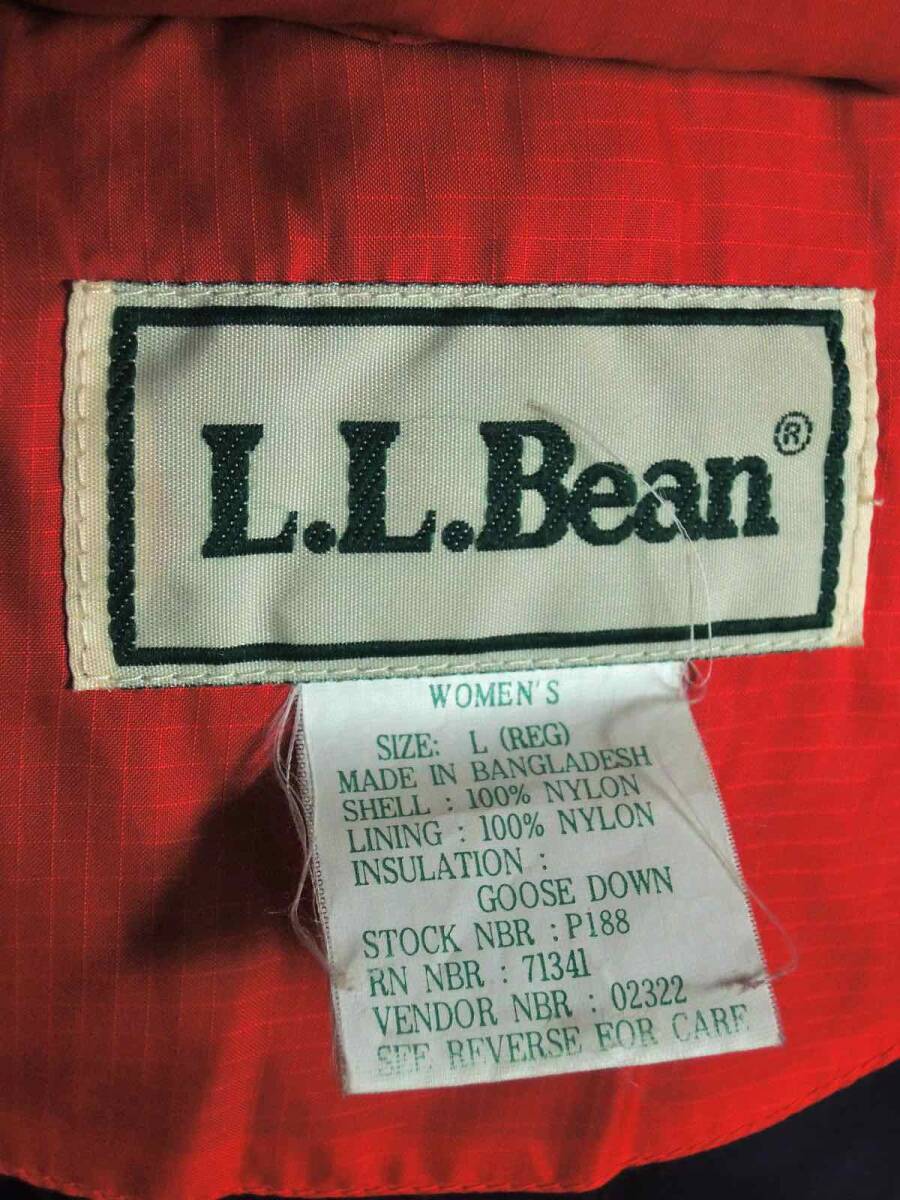 L.L.Bean®
WOMEN'S
SIZE: L (REG)
MADE IN BANGLADESH
SHELL : 100% NYLON
LINING : 100% NYLON
INSULATION :
GOOSE DOWN
STOCK NBR : P188
RN NBR : 71341
VENDOR NBR : 02322
SEE REVERSE FOR CARE